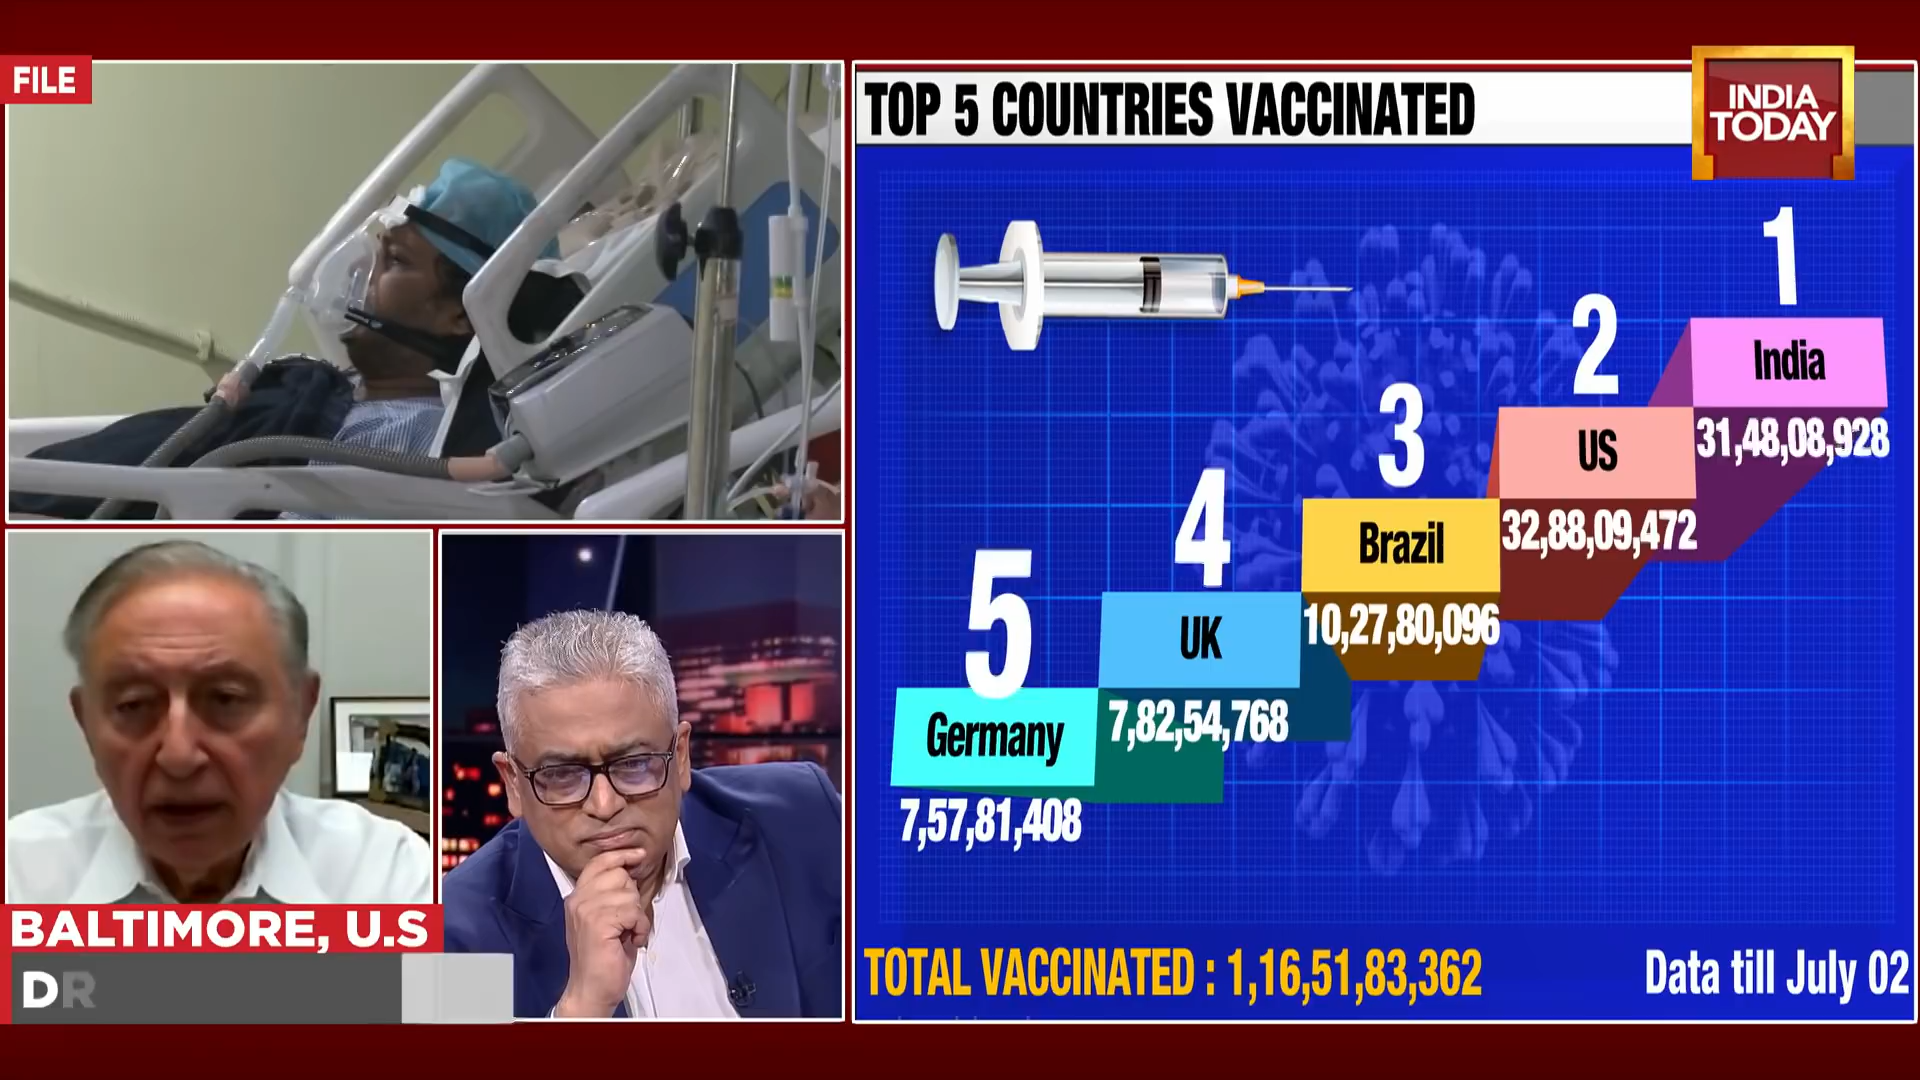 FILE
TOP 5 COUNTRIES VACCINATED
INDIA
TODAY
1
India
31,48,08,928
2
US
32,88,09,472
3
Brazil
10,27,80,096
4
UK
7,82,54,768
5
Germany
7,57,81,408
TOTAL VACCINATED : 1,16,51,83,362
Data till July 02
BALTIMORE, U.S
DR